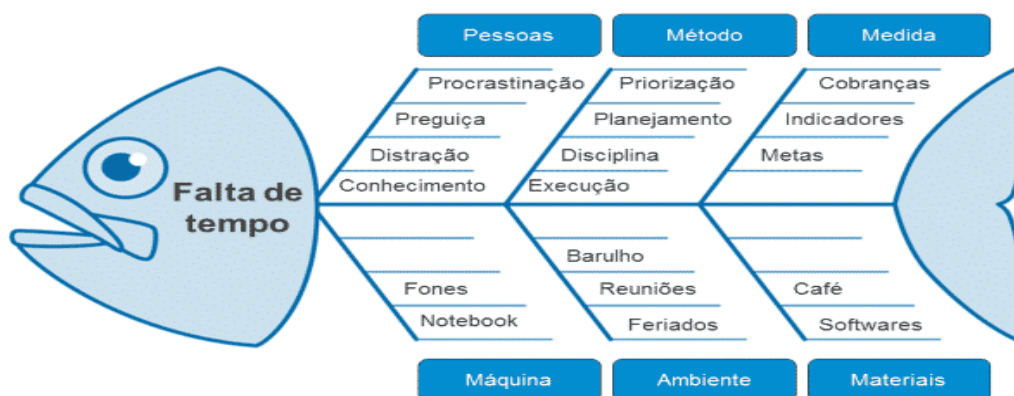 Pessoas
Método
Medida
Procrastinação
Priorização
Cobranças
Preguiça
Planejamento
Indicadores
Distração
Disciplina
Metas
Conhecimento
Execução
Falta de
tempo
Barulho
Fones
Reuniões
Café
Notebook
Feriados
Softwares
Máquina
Ambiente
Materiais